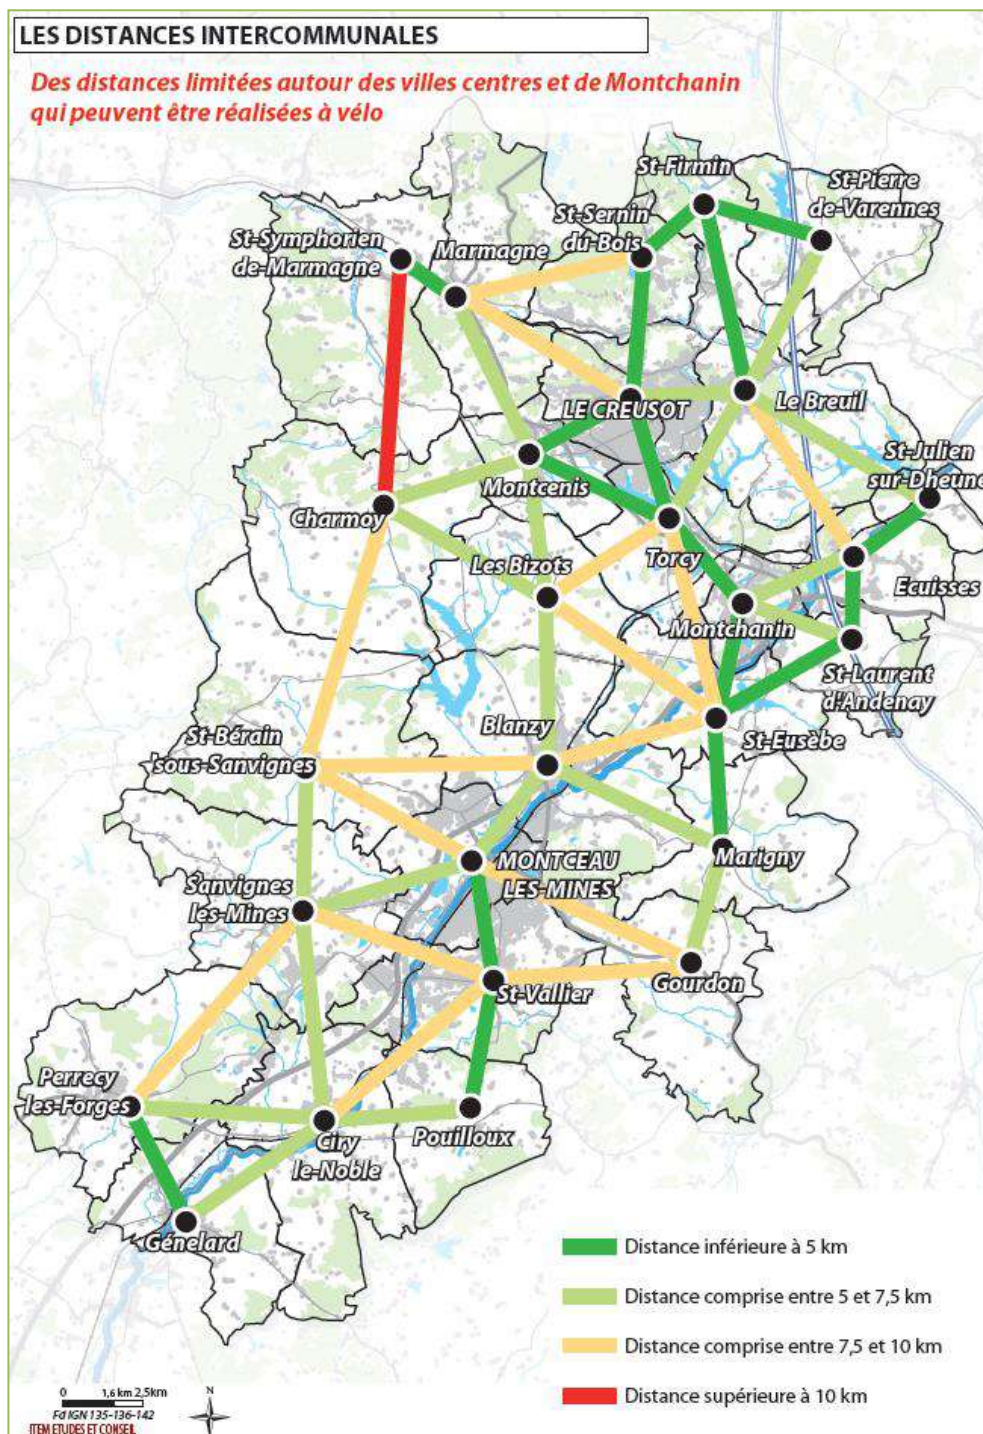 LES DISTANCES INTERCOMMUNALES
Des distances limitées autour des villes centres et de Montchanin
qui peuvent être réalisées à vélo
St-Firmin
St-Pierre
de-Varennes
St-Sernin
du-Bois
St-Symphorien
de-Marmagne
Marmagne
LE CREUSOT
Le Breuil
St-Julien
sur-Dheune
Montcenis
Charmoy
Les Bizots
Torcy
Ecuisses
Montchanin
St-Laurent
d'Andenay
Blanzy
St-Eusèbe
St-Bérain
sous-Sanvignes
Marigny
MONTCEAU
LES-MINES
Sanvignes
les-Mines
Gourdon
St-Vallier
Perrecy
les-Forges
Ciry
le-Noble
Pouilloux
Génelard
Distance inférieure à 5 km
Distance comprise entre 5 et 7,5 km
Distance comprise entre 7,5 et 10 km
Distance supérieure à 10 km
0 1,6 km 2,5km
N
Fd IGN 135-136-142
ITEM ETUDES ET CONSEIL